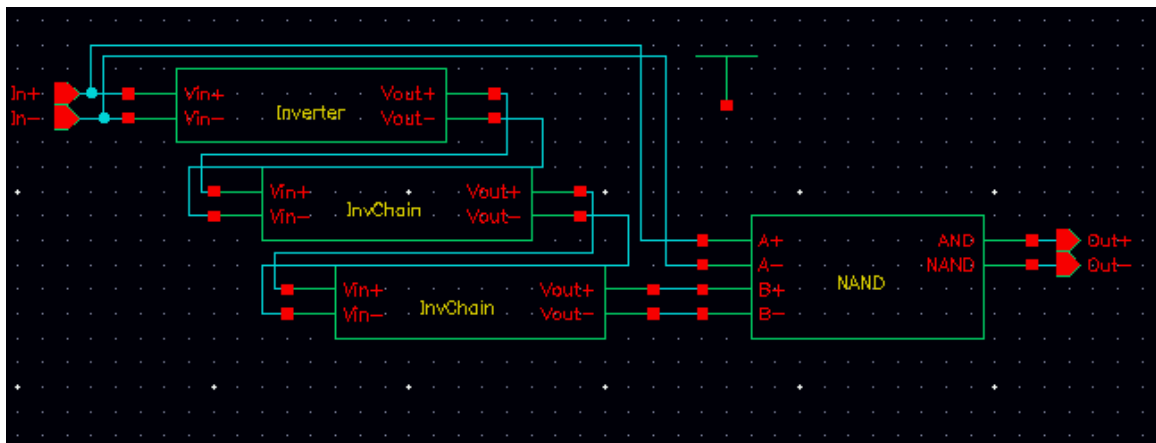 In+ Vin+ Vout+
In- Vin- Inverter Vout-
Vin+ Vout+
Vin- InvChain Vout-
A+ AND Out+
A- NAND Out-
Vin+ Vout+ B+ NAND
Vin- InvChain Vout- B-